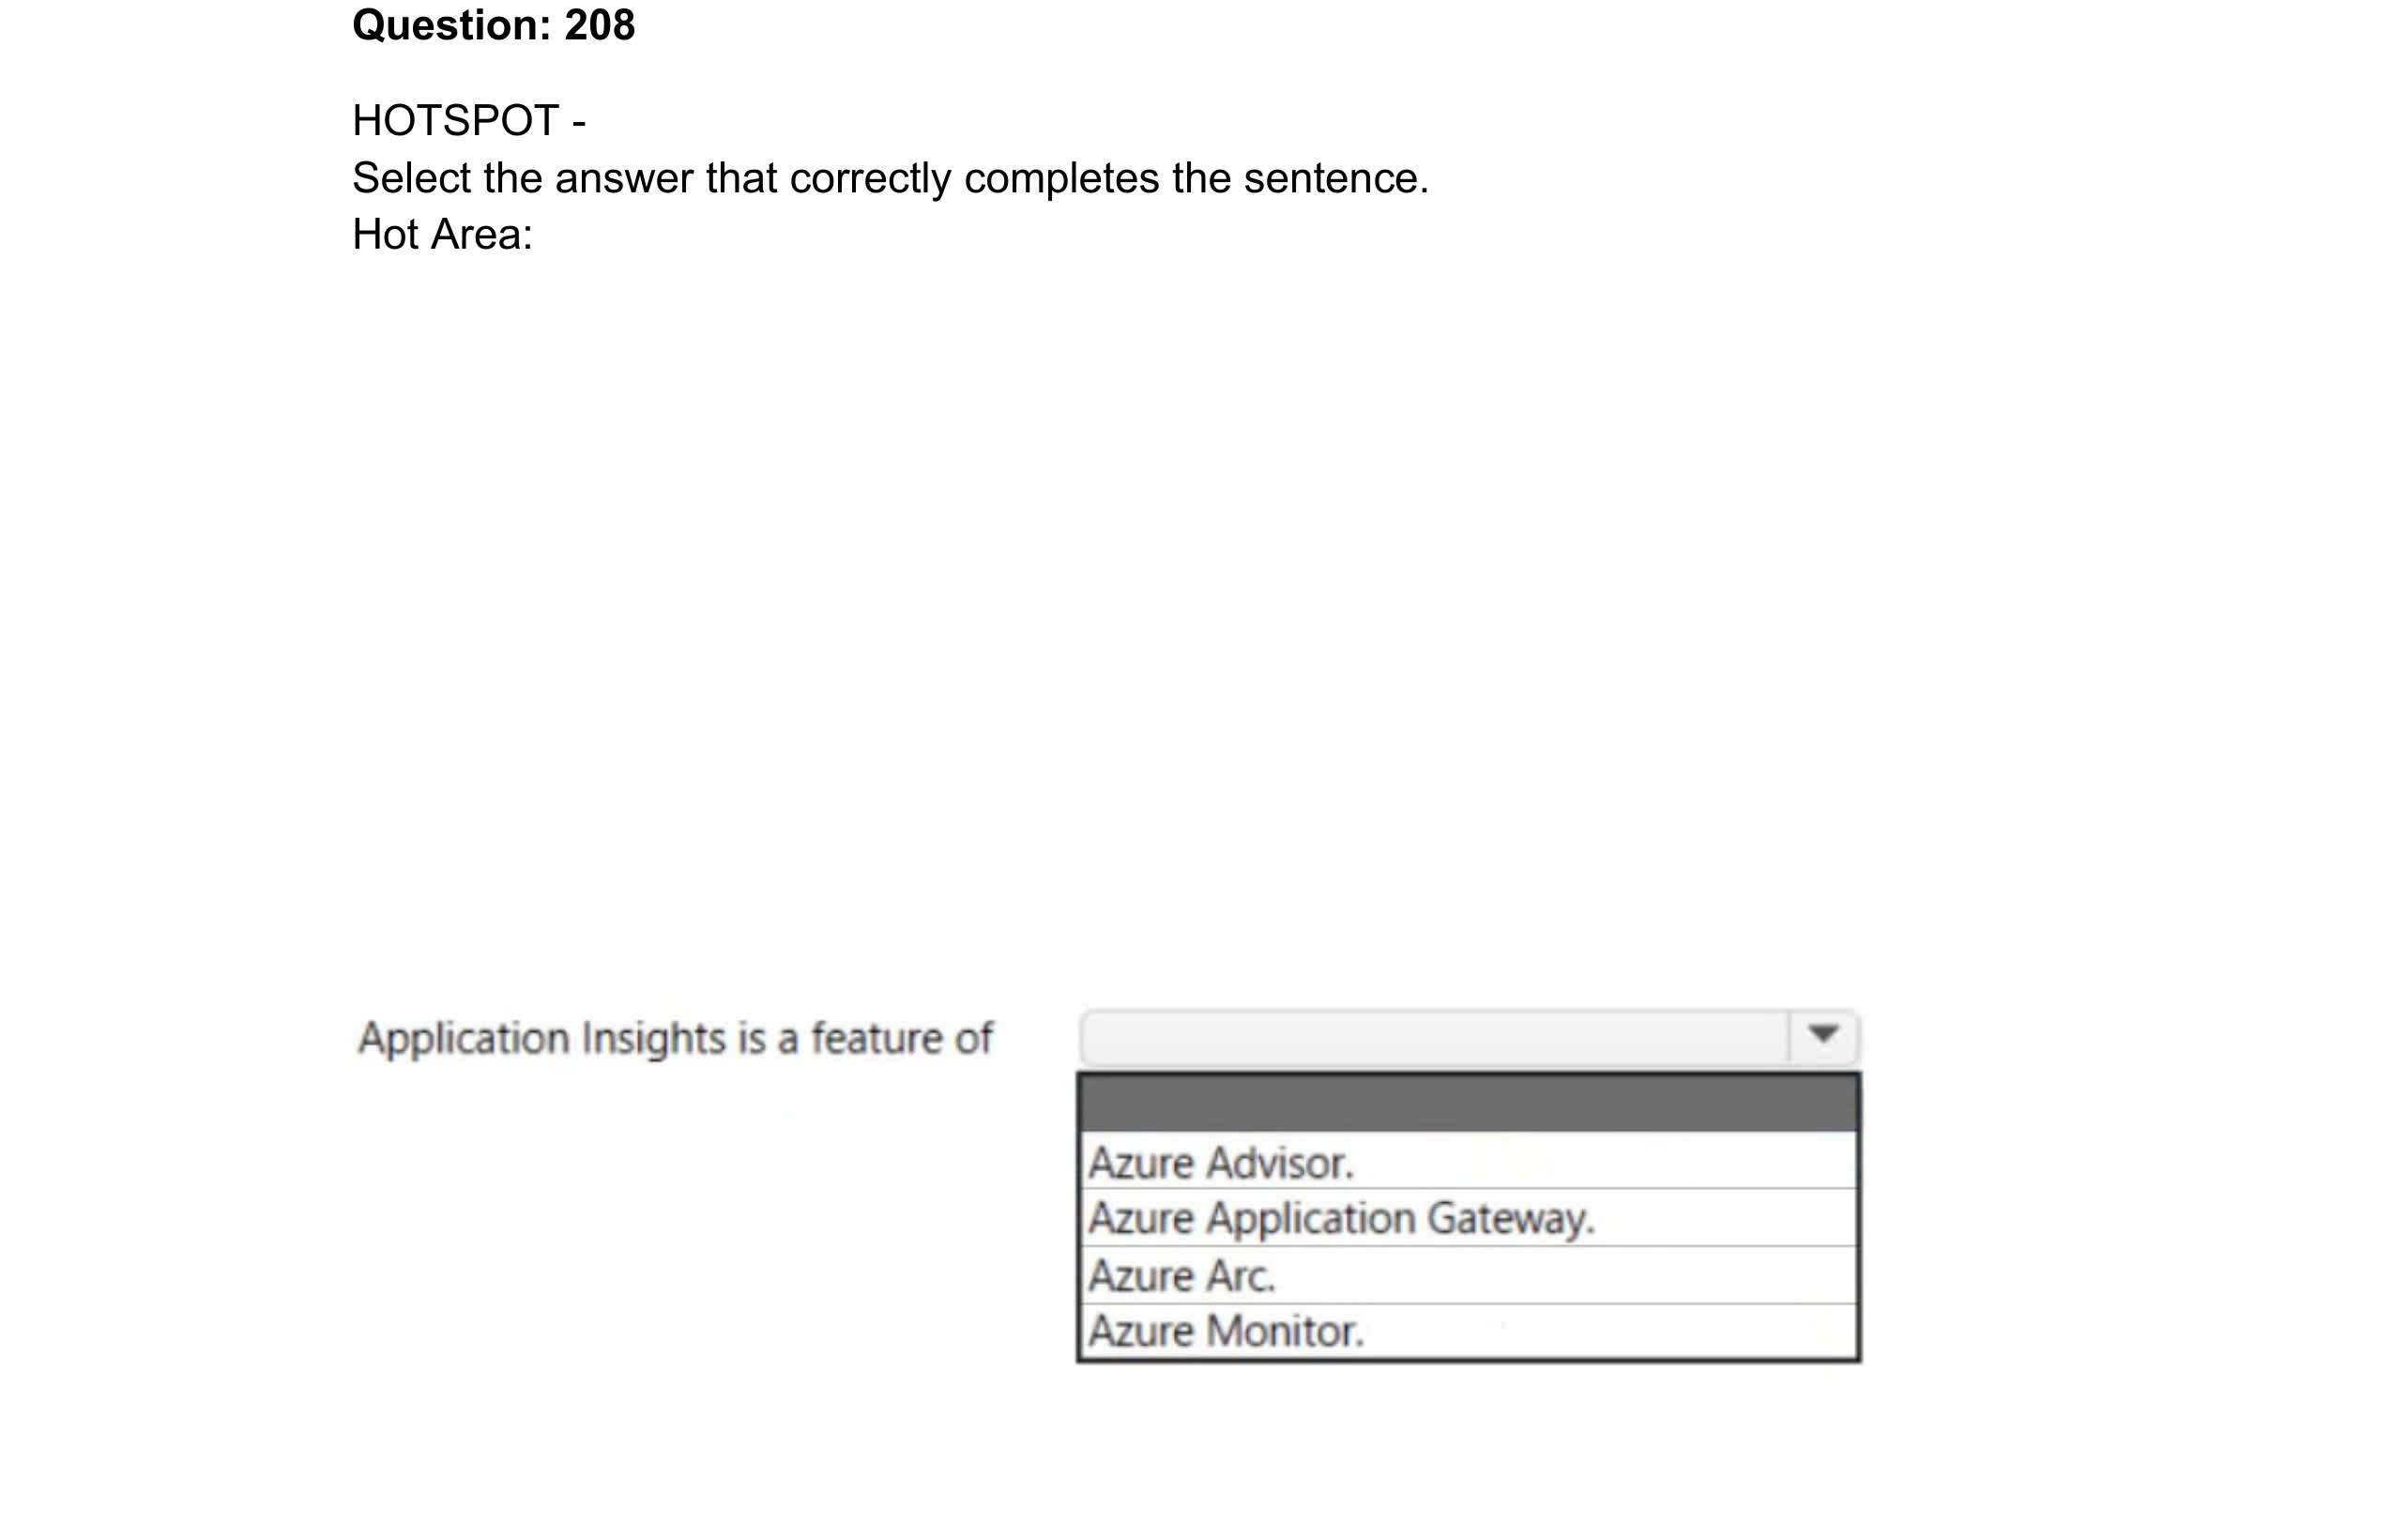 Question: 208
HOTSPOT -
Select the answer that correctly completes the sentence.
Hot Area:
Application Insights is a feature of
Azure Advisor.
Azure Application Gateway.
Azure Arc.
Azure Monitor.